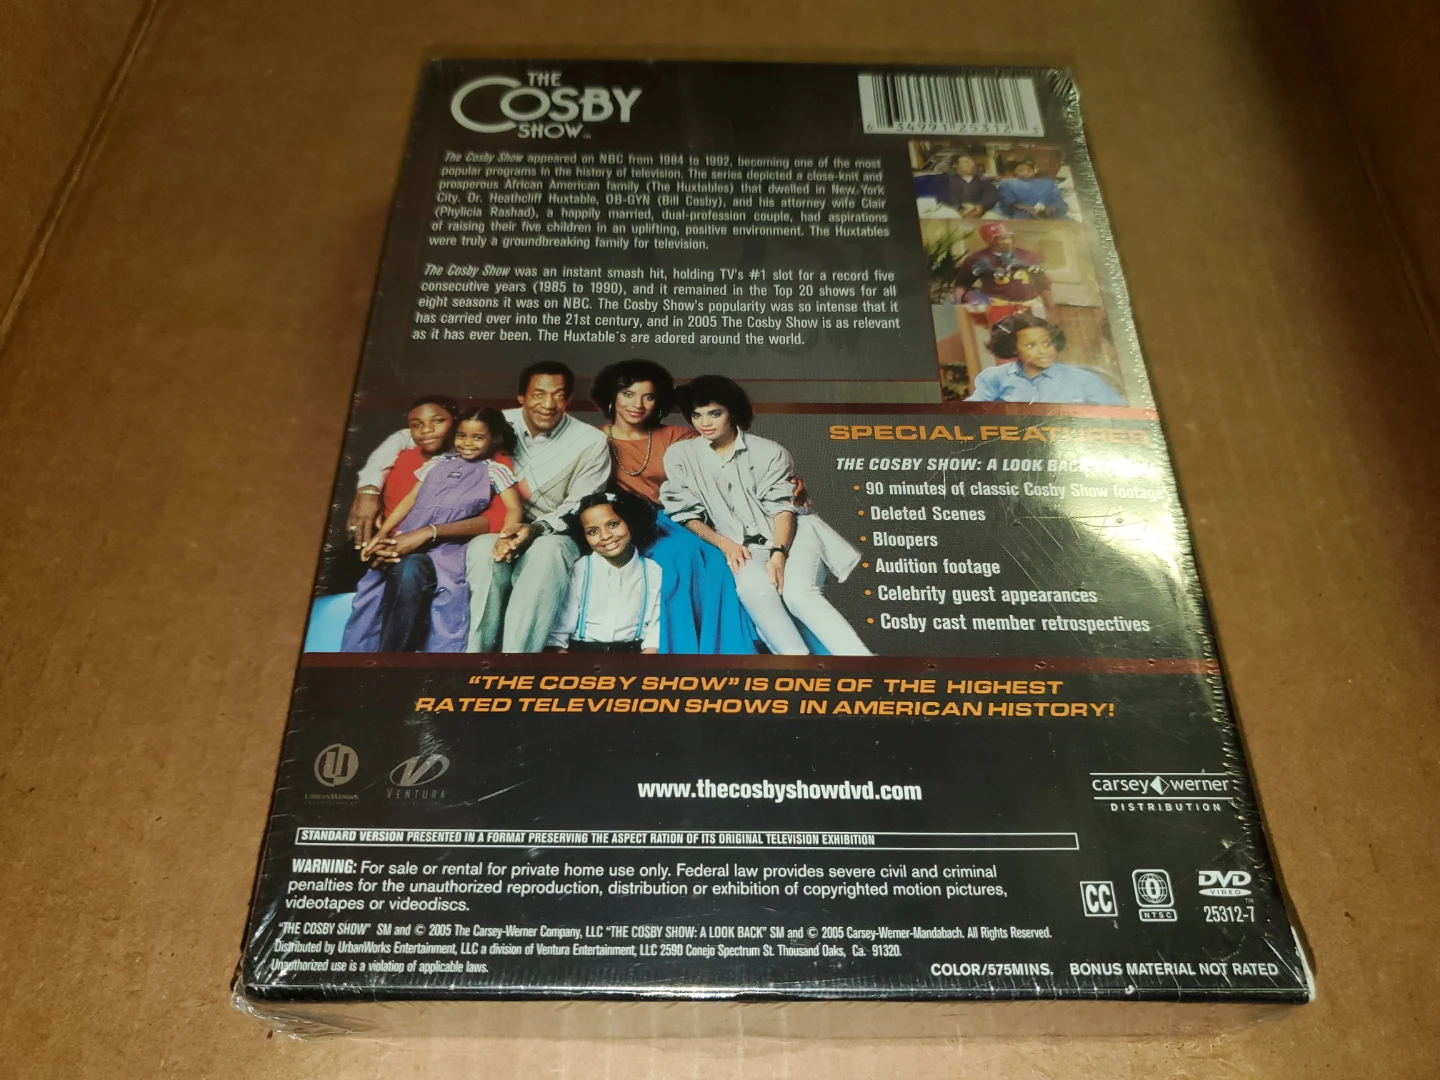 THE
COSBY
SHOW™
6 34991 25312 3
The Cosby Show appeared on NBC from 1984 to 1992, becoming one of the most
popular programs in the history of television. The series depicted a close-knit and
prosperous African American family (The Huxtables) that dwelled in New York
City. Dr. Heathcliff Huxtable, OB-GYN (Bill Cosby), and his attorney wife Clair
(Phylicia Rashad), a happily married, dual-profession couple, had aspirations
of raising their five children in an uplifting, positive environment. The Huxtables
were truly a groundbreaking family for television.
The Cosby Show was an instant smash hit, holding TV's #1 slot for a record five
consecutive years (1985 to 1990), and it remained in the Top 20 shows for all
eight seasons it was on NBC. The Cosby Show's popularity was so intense that it
has carried over into the 21st century, and in 2005 The Cosby Show is as relevant
as it has ever been. The Huxtable's are adored around the world.
SPECIAL FEATURES
THE COSBY SHOW: A LOOK BACK
• 90 minutes of classic Cosby Show footage
• Deleted Scenes
• Bloopers
• Audition footage
• Celebrity guest appearances
• Cosby cast member retrospectives
"THE COSBY SHOW" IS ONE OF THE HIGHEST
RATED TELEVISION SHOWS IN AMERICAN HISTORY!
URBANWORKS
VENTURA
www.thecosbyshowdvd.com
carsey werner
DISTRIBUTION
STANDARD VERSION PRESENTED IN A FORMAT PRESERVING THE ASPECT RATION OF ITS ORIGINAL TELEVISION EXHIBITION
WARNING: For sale or rental for private home use only. Federal law provides severe civil and criminal
penalties for the unauthorized reproduction, distribution or exhibition of copyrighted motion pictures,
videotapes or videodiscs.
CC
0
NTSC
DVD
VIDEO
25312-7
"THE COSBY SHOW" SM and © 2005 The Carsey-Werner Company, LLC "THE COSBY SHOW: A LOOK BACK" SM and © 2005 Carsey-Werner-Mandabach. All Rights Reserved.
Distributed by UrbanWorks Entertainment, LLC a division of Ventura Entertainment, LLC 2590 Conejo Spectrum St. Thousand Oaks, Ca. 91320.
Unauthorized use is a violation of applicable laws.
COLOR/575MINS. BONUS MATERIAL NOT RATED